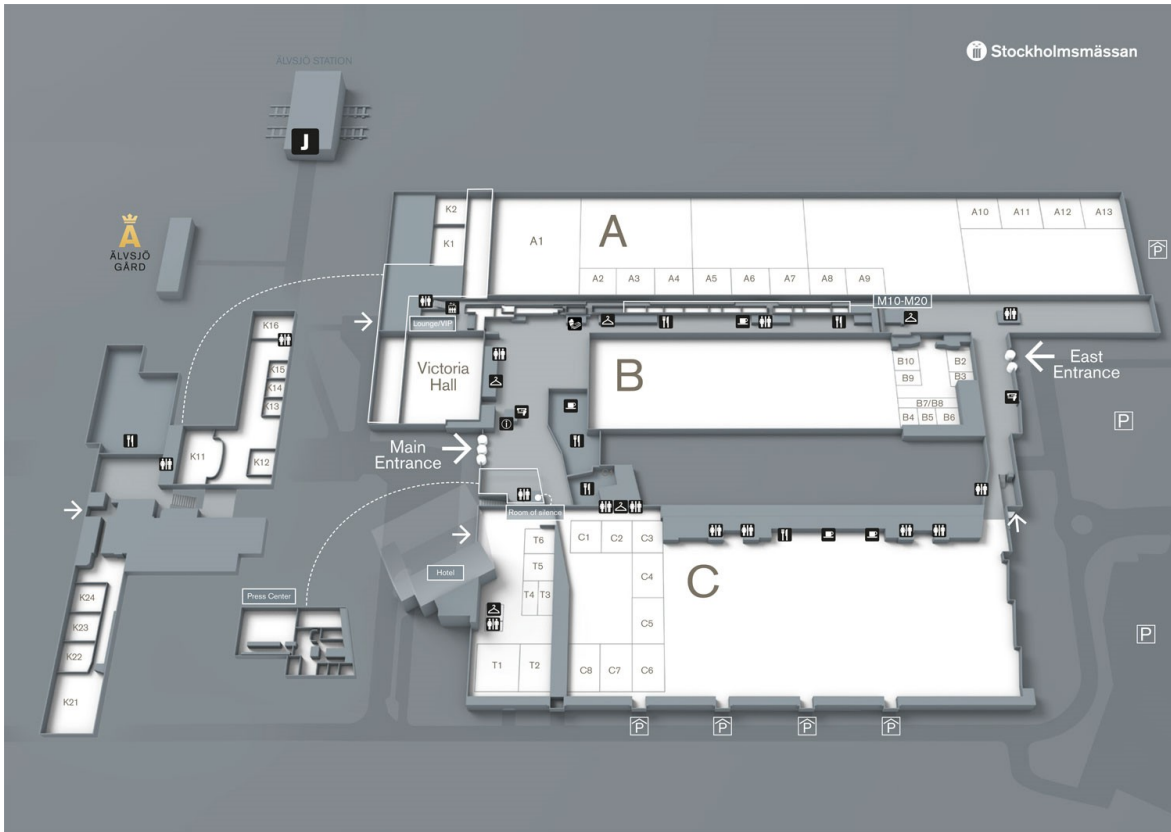 ÄLVSJÖ STATION
Stockholmsmässan
J
ÄLVSJÖ
GÅRD
K2
K1
A1
A
A10
A11
A12
A13
A2
A3
A4
A5
A6
A7
A8
A9
P
M10-M20
Lounge/VIP
K16
K15
K14
K13
K12
K11
Victoria
Hall
B
B10
B2
B9
B3
B7/B8
B4
B5
B6
East
Entrance
P
i
Main
Entrance
Room of silence
Hotel
T6
T5
T4
T3
T1
T2
C1
C2
C3
C4
C5
C8
C7
C6
C
Press Center
K24
K23
K22
K21
P
P
P
P
P